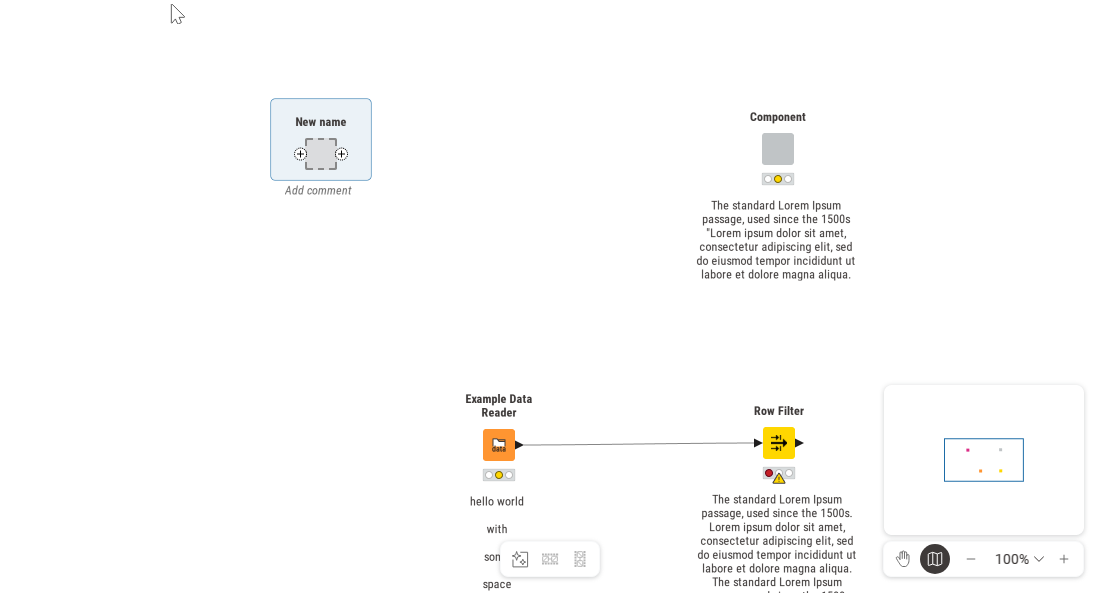 New name
Add comment
Component
The standard Lorem Ipsum
passage, used since the 1500s
"Lorem ipsum dolor sit amet,
consectetur adipiscing elit, sed
do eiusmod tempor incididunt ut
labore et dolore magna aliqua.
Example Data
Reader
data
hello world
with
space
Row Filter
The standard Lorem Ipsum
passage, used since the 1500s.
Lorem ipsum dolor sit amet,
consectetur adipiscing elit, sed
do eiusmod tempor incididunt ut
labore et dolore magna aliqua.
The standard Lorem Ipsum
100%